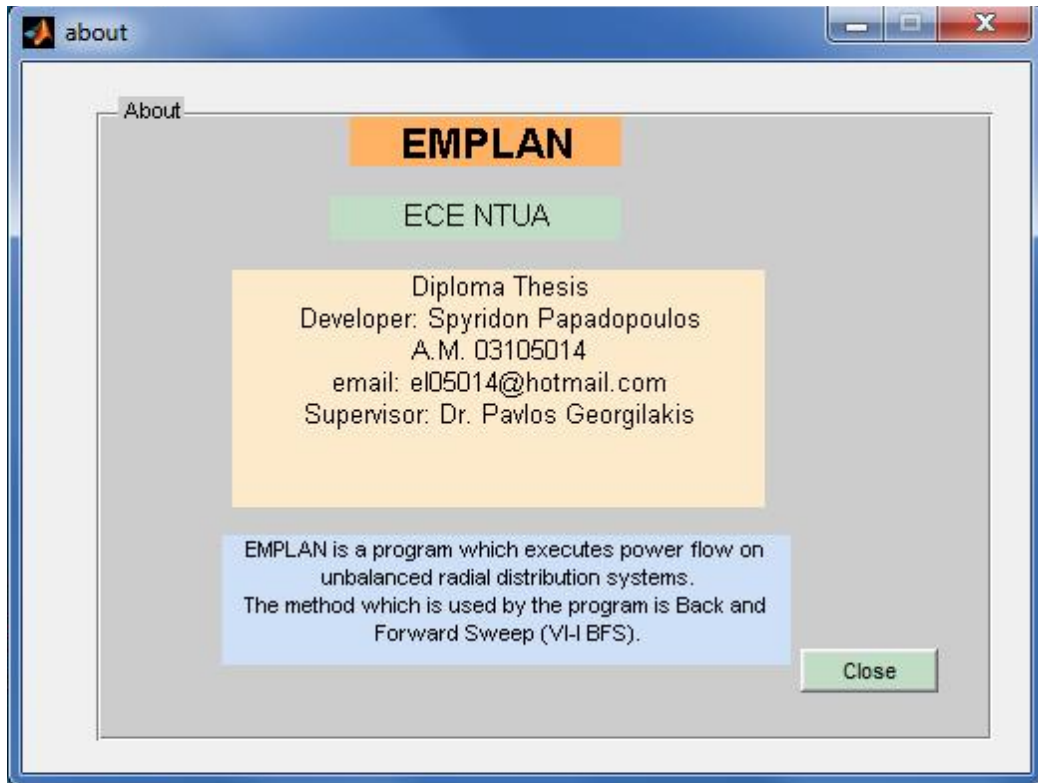 about
About
EMPLAN
ECE NTUA
Diploma Thesis
Developer: Spyridon Papadopoulos
A.M. 03105014
email: el05014@hotmail.com
Supervisor: Dr. Pavlos Georgilakis
EMPLAN is a program which executes power flow on
unbalanced radial distribution systems.
The method which is used by the program is Back and
Forward Sweep (VI-I BFS).
Close